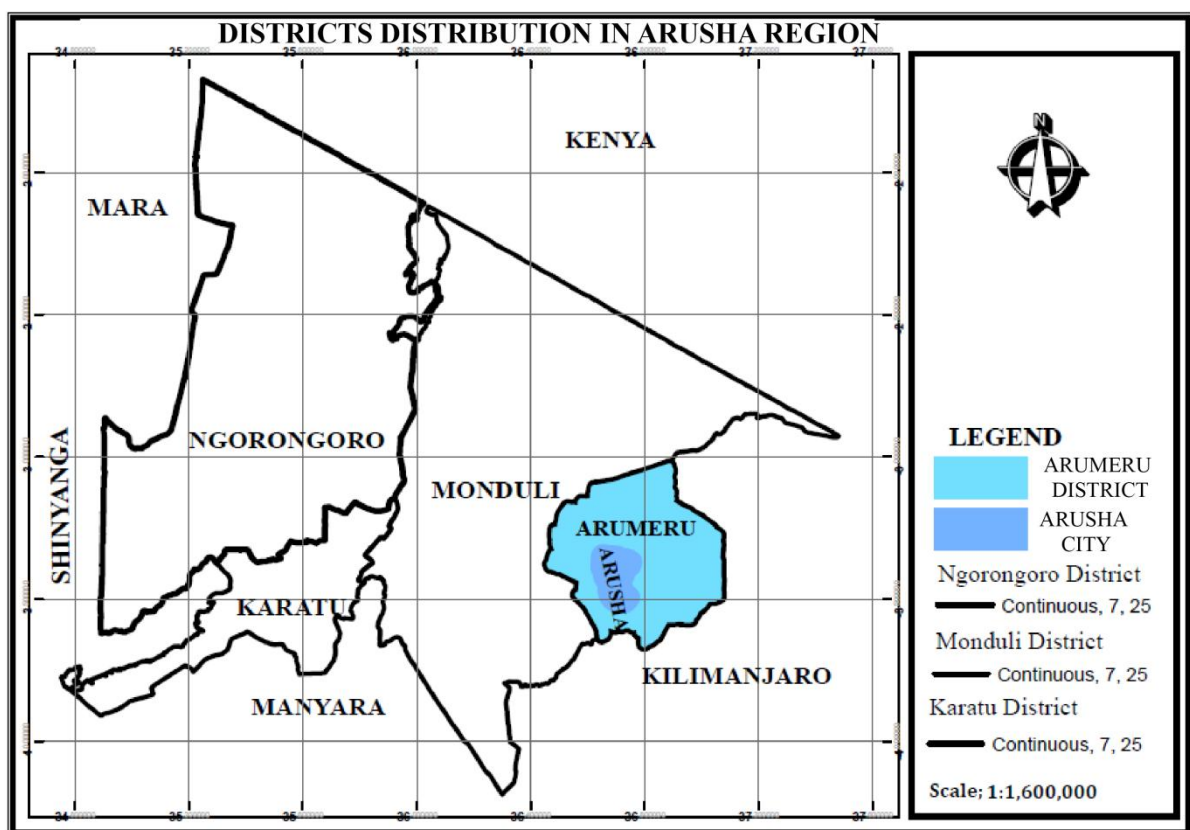 DISTRICTS DISTRIBUTION IN ARUSHA REGION
KENYA
MARA
NGORONGORO
SHINYANGA
MONDULI
ARUMERU
ARUSHA
KARATU
KILIMANJARO
MANYARA
N
LEGEND
ARUMERU
DISTRICT
ARUSHA
CITY
Ngorongoro District
Continuous, 7, 25
Monduli District
Continuous, 7, 25
Karatu District
Continuous, 7, 25
Scale; 1:1,600,000